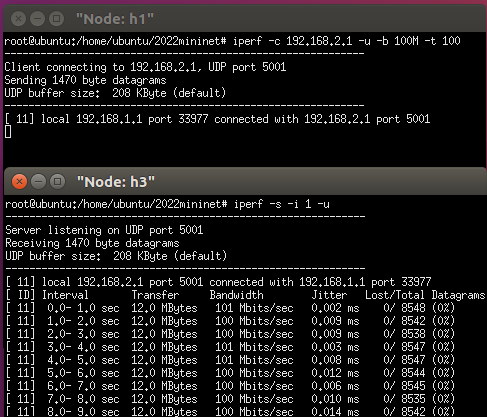 "Node: h1"
root@ubuntu:/home/ubuntu/2022mininet# iperf -c 192.168.2.1 -u -b 100M -t 100
------------------------------------------------------------
Client connecting to 192.168.2.1, UDP port 5001
Sending 1470 byte datagrams
UDP buffer size:  208 KByte (default)
------------------------------------------------------------
[ 11] local 192.168.1.1 port 33977 connected with 192.168.2.1 port 5001
"Node: h3"
root@ubuntu:/home/ubuntu/2022mininet# iperf -s -i 1 -u
------------------------------------------------------------
Server listening on UDP port 5001
Receiving 1470 byte datagrams
UDP buffer size:  208 KByte (default)
------------------------------------------------------------
[ 11] local 192.168.2.1 port 5001 connected with 192.168.1.1 port 33977
[ ID] Interval       Transfer     Bandwidth        Jitter   Lost/Total Datagrams
[ 11]  0.0- 1.0 sec  12.0 MBytes   101 Mbits/sec   0.002 ms    0/ 8548 (0%)
[ 11]  1.0- 2.0 sec  12.0 MBytes   100 Mbits/sec   0.009 ms    0/ 8542 (0%)
[ 11]  2.0- 3.0 sec  12.0 MBytes   100 Mbits/sec   0.009 ms    0/ 8538 (0%)
[ 11]  3.0- 4.0 sec  12.0 MBytes   101 Mbits/sec   0.003 ms    0/ 8547 (0%)
[ 11]  4.0- 5.0 sec  12.0 MBytes   101 Mbits/sec   0.008 ms    0/ 8547 (0%)
[ 11]  5.0- 6.0 sec  12.0 MBytes   100 Mbits/sec   0.012 ms    0/ 8544 (0%)
[ 11]  6.0- 7.0 sec  12.0 MBytes   100 Mbits/sec   0.006 ms    0/ 8545 (0%)
[ 11]  7.0- 8.0 sec  12.0 MBytes   100 Mbits/sec   0.010 ms    0/ 8535 (0%)
[ 11]  8.0- 9.0 sec  12.0 MBytes   100 Mbits/sec   0.014 ms    0/ 8542 (0%)